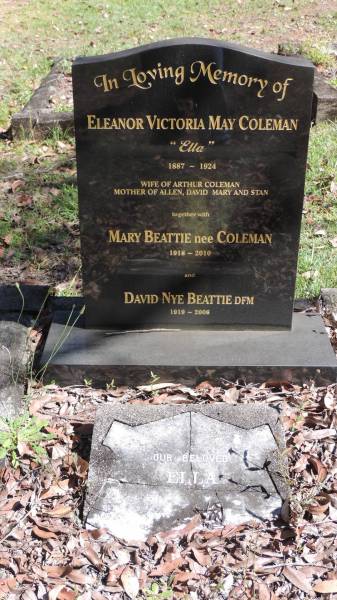 In Loving Memory of
ELEANOR VICTORIA MAY COLEMAN
"Ella"
1887 - 1924
WIFE OF ARTHUR COLEMAN
MOTHER OF ALLEN, DAVID MARY AND STAN
together with
MARY BEATTIE nee COLEMAN
1918 - 2010
and
DAVID NYE BEATTIE DFM
1919 - 2008
OUR BELOVED
ELLA